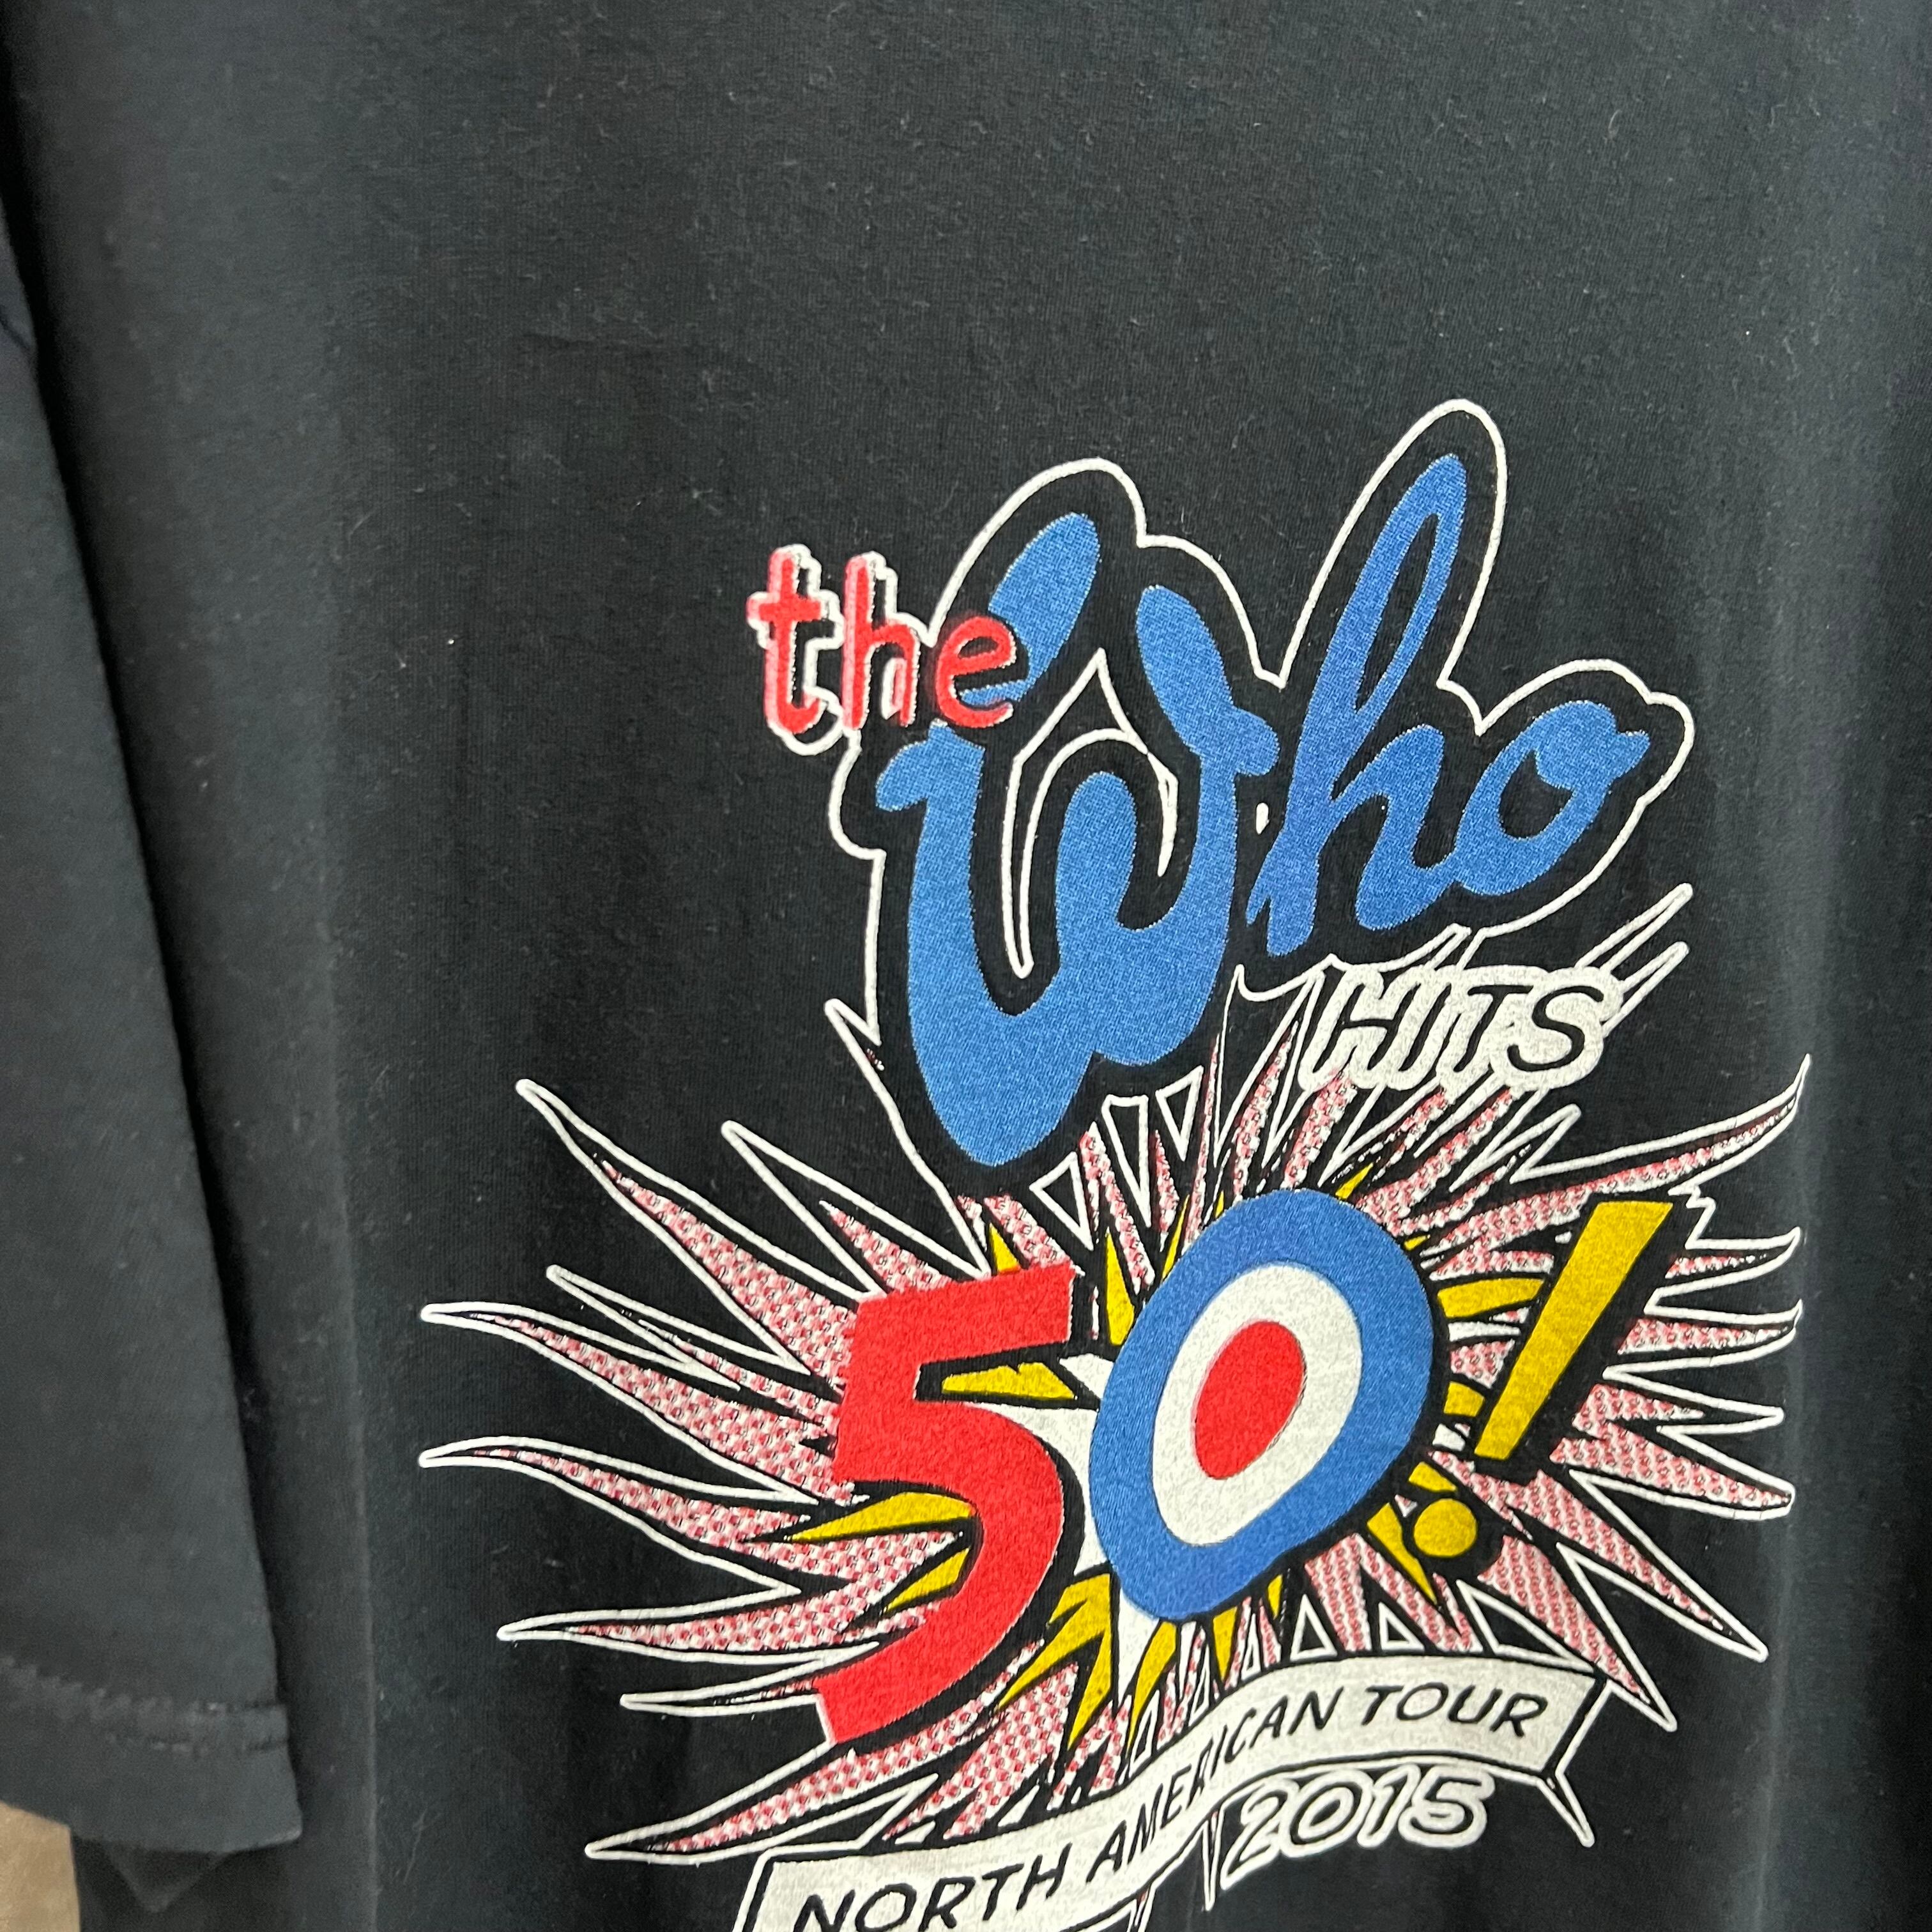 the Who
HITS
50!
NORTH AMERICAN TOUR
2015